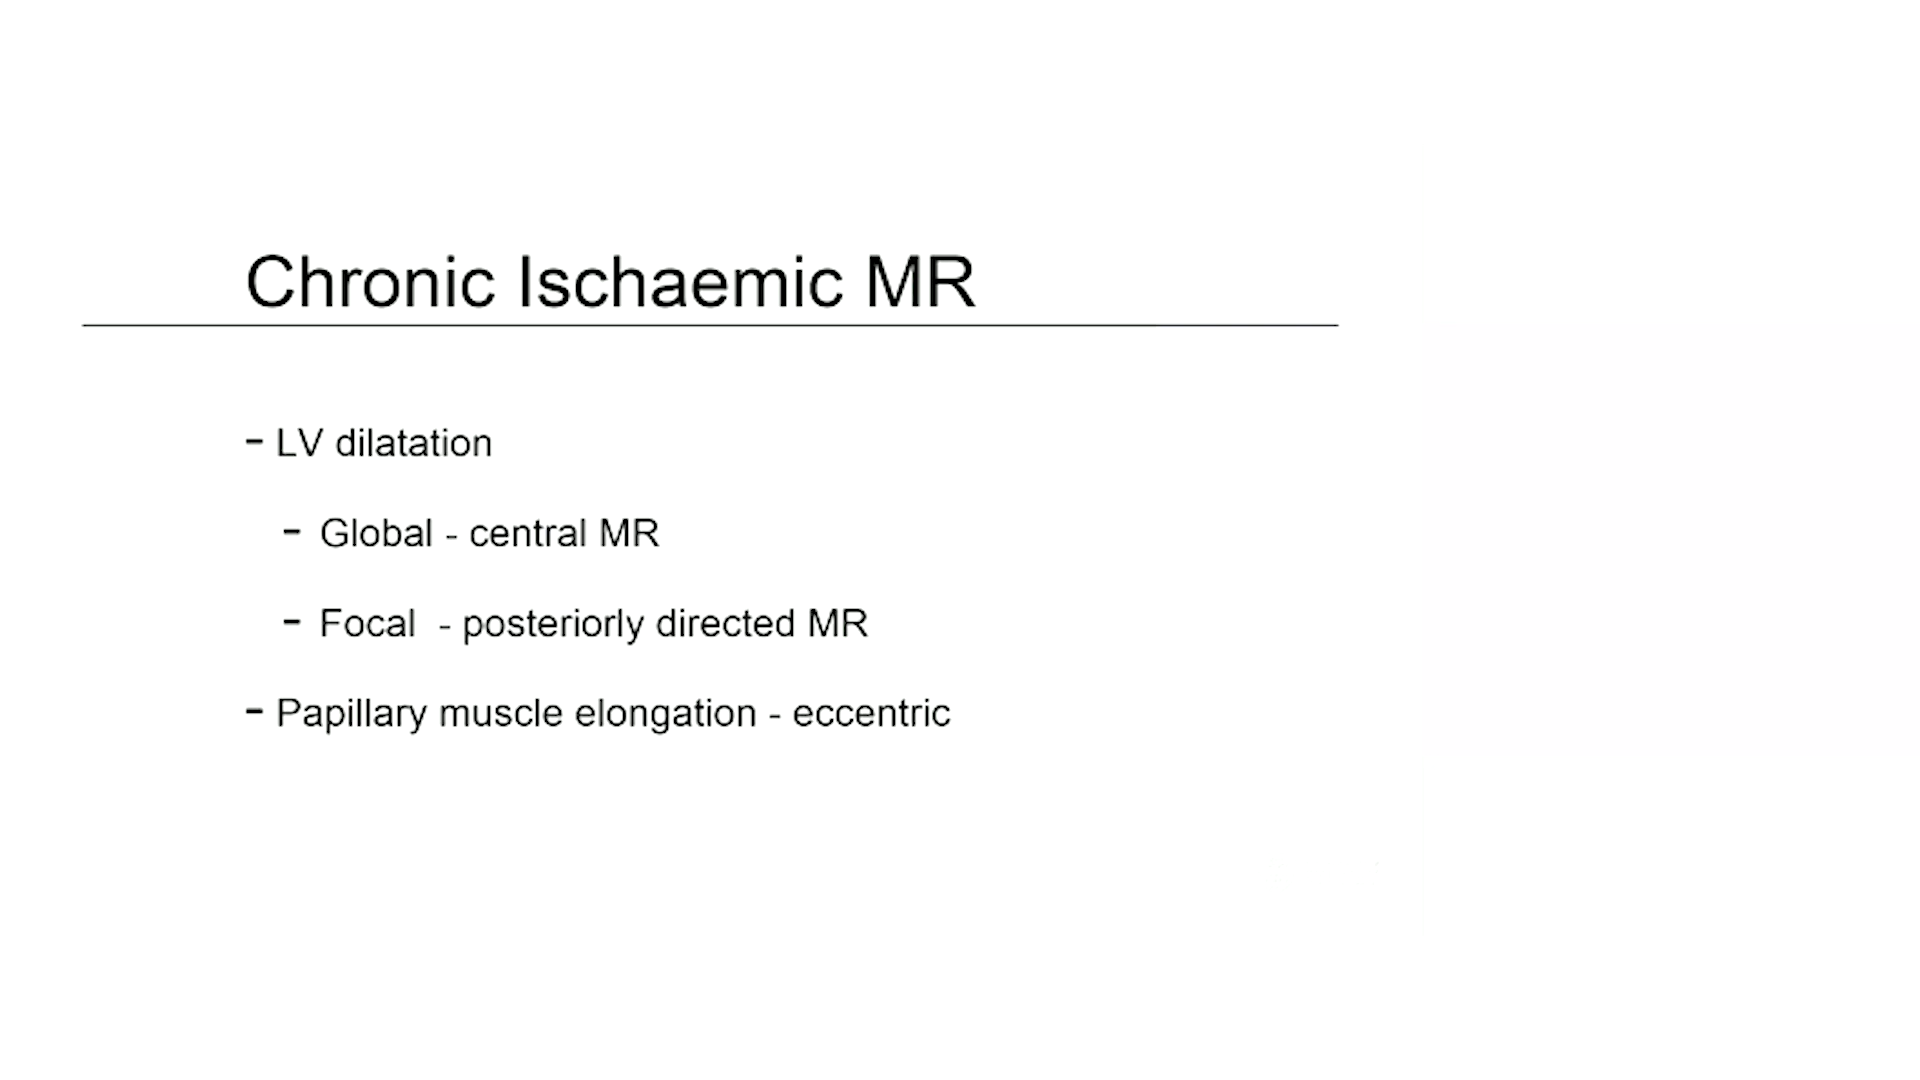 Chronic Ischaemic MR
- LV dilatation
- Global - central MR
- Focal - posteriorly directed MR
- Papillary muscle elongation - eccentric